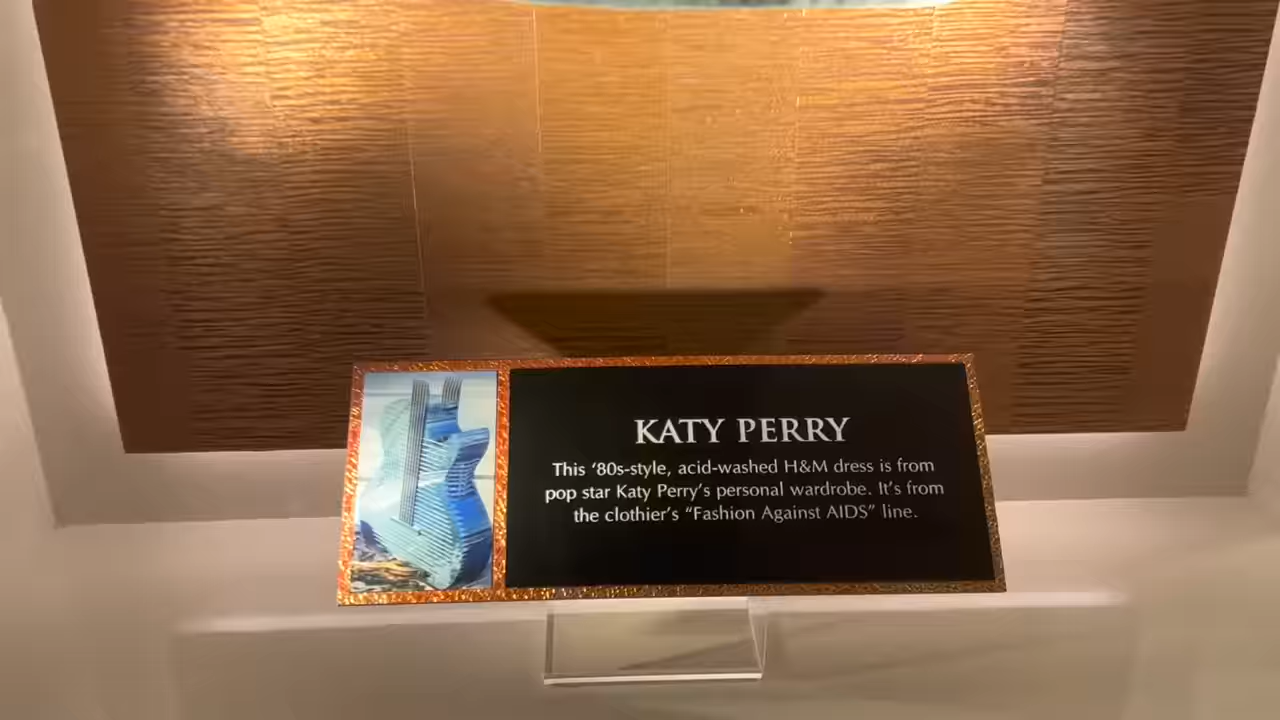 KATY PERRY
This ‘80s-style, acid-washed H&M dress is from
pop star Katy Perry’s personal wardrobe. It’s from
the clothier’s “Fashion Against AIDS” line.